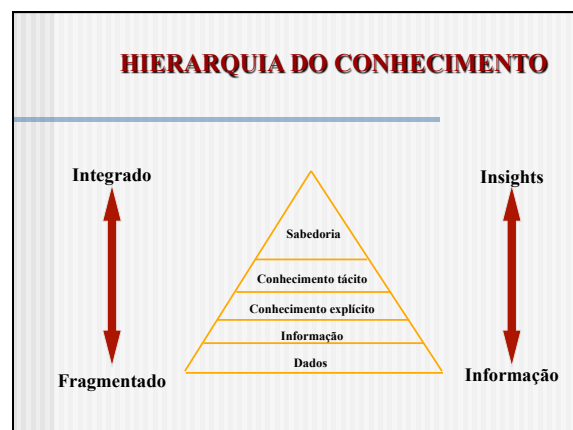 HIERARQUIA DO CONHECIMENTO
Integrado
Insights
Sabedoria
Conhecimento tácito
Conhecimento explícito
Informação
Dados
Fragmentado
Informação